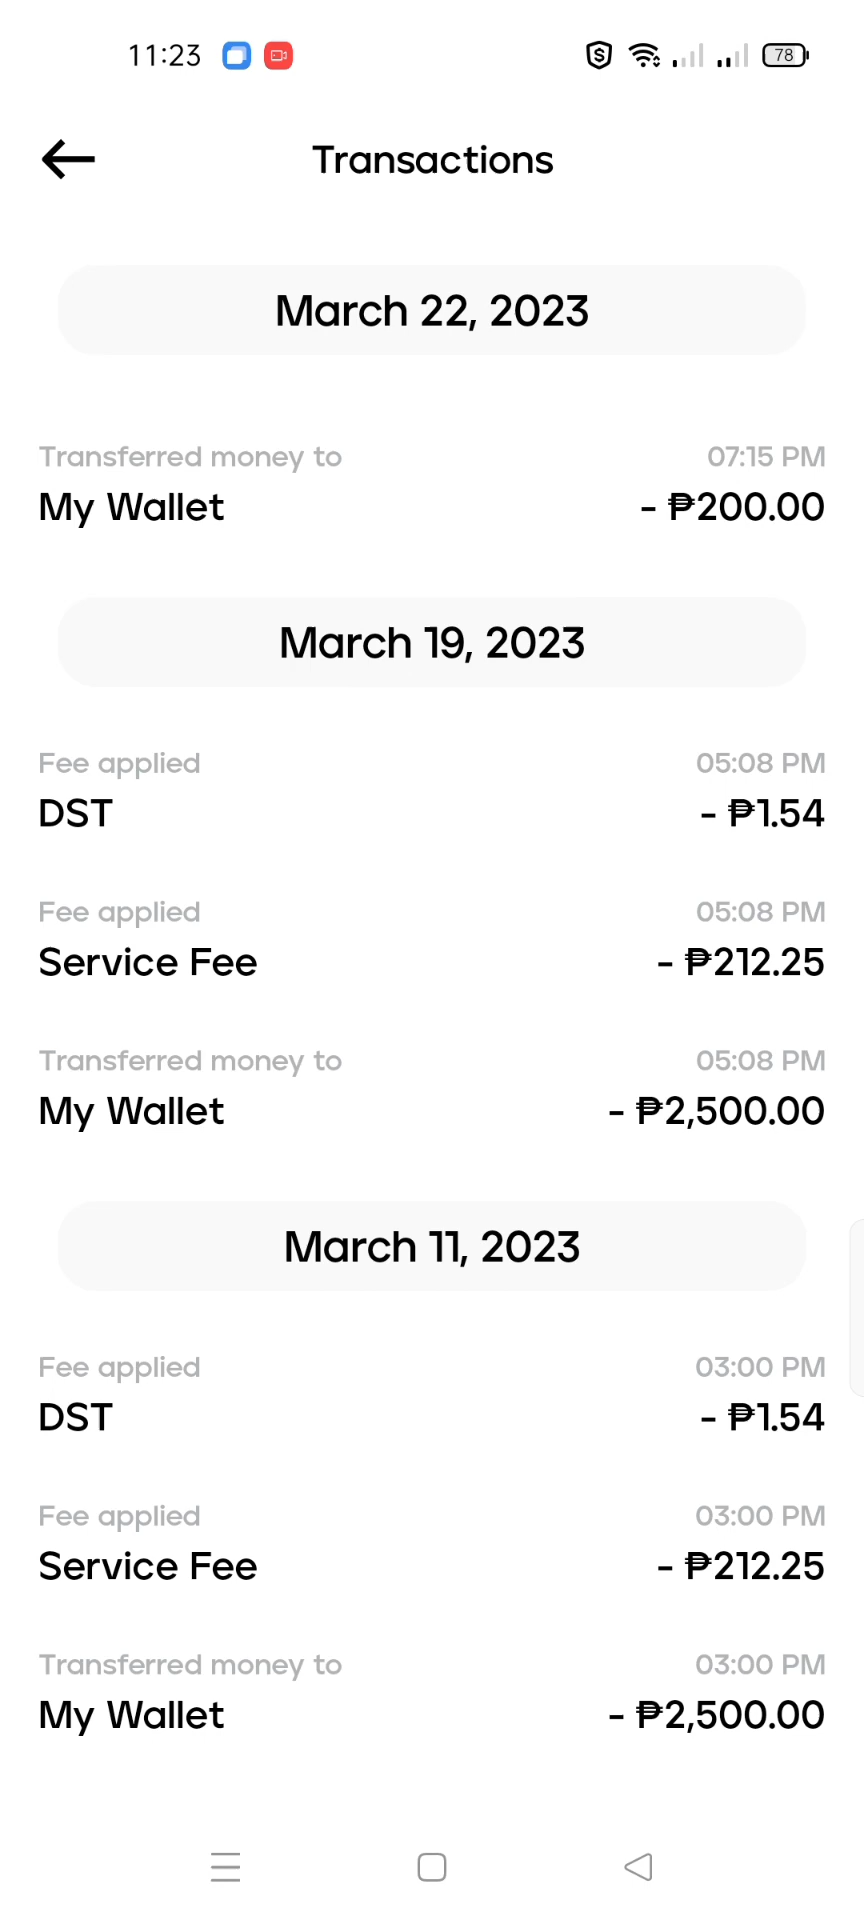 11:23
78
Transactions
March 22, 2023
Transferred money to 07:15 PM
My Wallet - ₱200.00
March 19, 2023
Fee applied 05:08 PM
DST - ₱1.54
Fee applied 05:08 PM
Service Fee - ₱212.25
Transferred money to 05:08 PM
My Wallet - ₱2,500.00
March 11, 2023
Fee applied 03:00 PM
DST - ₱1.54
Fee applied 03:00 PM
Service Fee - ₱212.25
Transferred money to 03:00 PM
My Wallet - ₱2,500.00